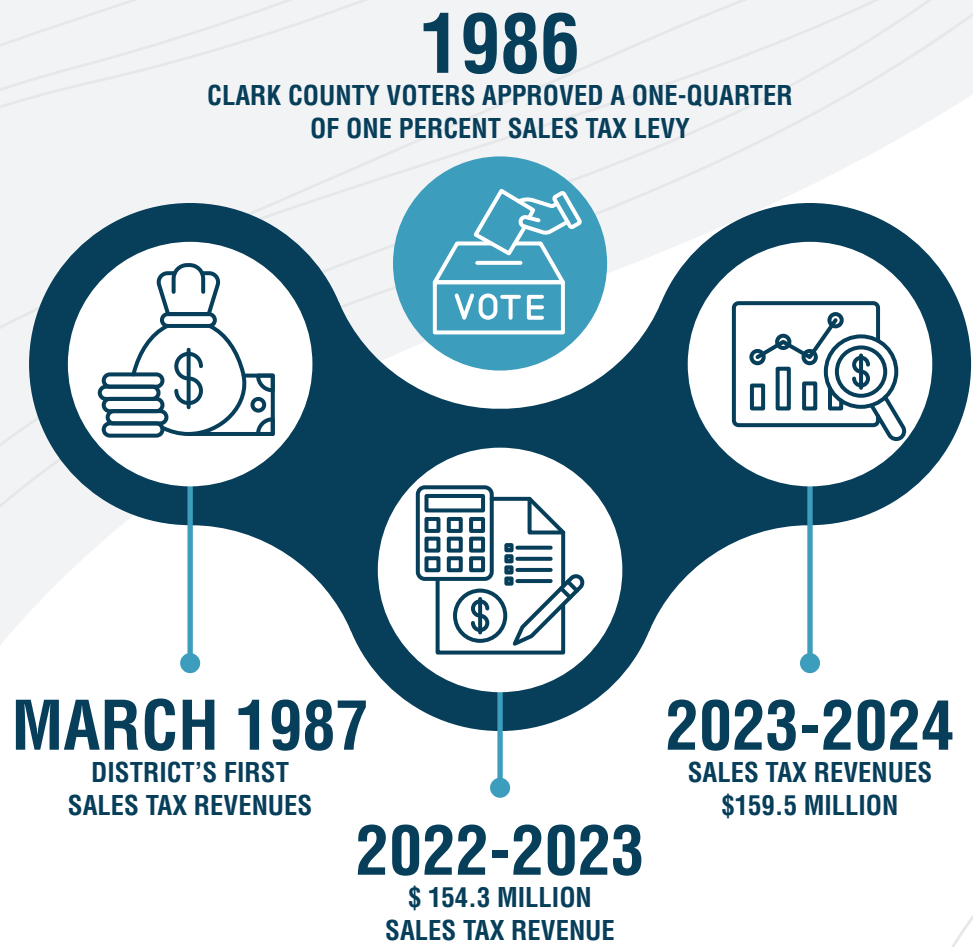 1986
CLARK COUNTY VOTERS APPROVED A ONE-QUARTER
OF ONE PERCENT SALES TAX LEVY
VOTE
MARCH 1987
DISTRICT'S FIRST
SALES TAX REVENUES
2022-2023
$ 154.3 MILLION
SALES TAX REVENUE
2023-2024
SALES TAX REVENUES
$159.5 MILLION